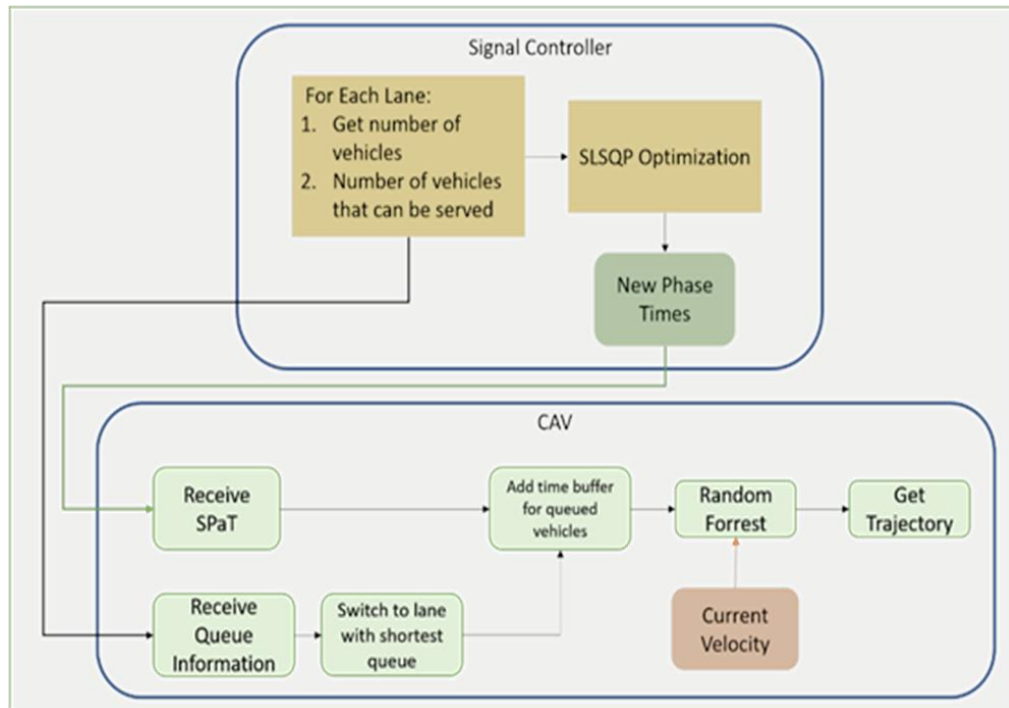 Signal Controller
For Each Lane:
1. Get number of
vehicles
2. Number of vehicles
that can be served
SLSQP Optimization
New Phase
Times
CAV
Receive
SPaT
Add time buffer
for queued
vehicles
Random
Forrest
Get
Trajectory
Receive
Queue
Information
Switch to lane
with shortest
queue
Current
Velocity